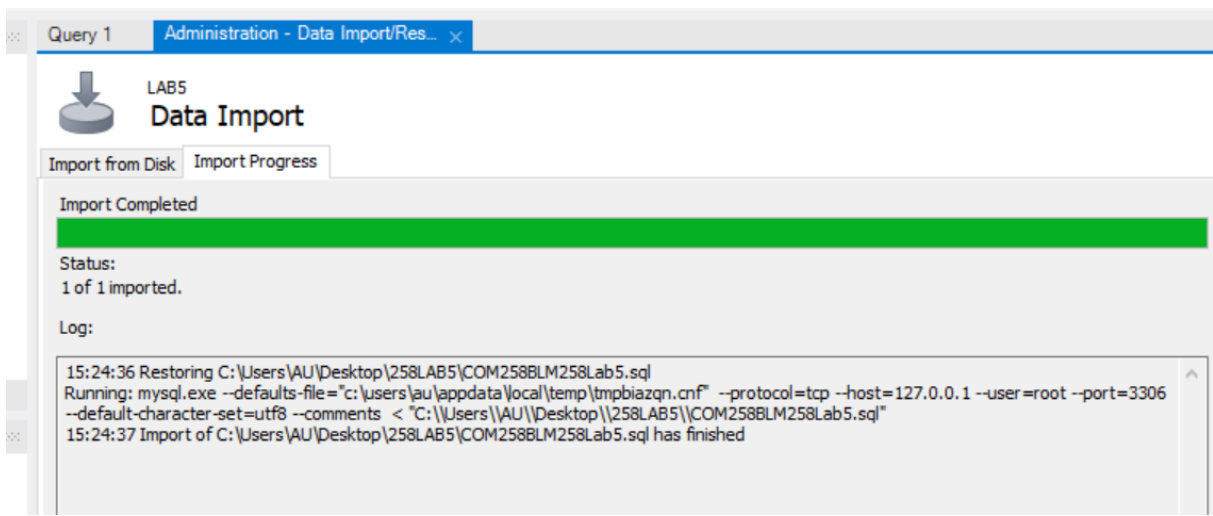 Query 1
Administration - Data Import/Res...
LAB5
Data Import
Import from Disk
Import Progress
Import Completed
Status:
1 of 1 imported.
Log:
15:24:36 Restoring C:\Users\AU\Desktop\258LAB5\COM258BLM258Lab5.sql
Running: mysql.exe --defaults-file="c:\users\au\appdata\local\temp\tmpbiazqn.cnf"  --protocol=tcp --host=127.0.0.1 --user=root --port=3306
--default-character-set=utf8 --comments  < "C:\\Users\\AU\\Desktop\\258LAB5\\COM258BLM258Lab5.sql"
15:24:37 Import of C:\Users\AU\Desktop\258LAB5\COM258BLM258Lab5.sql has finished